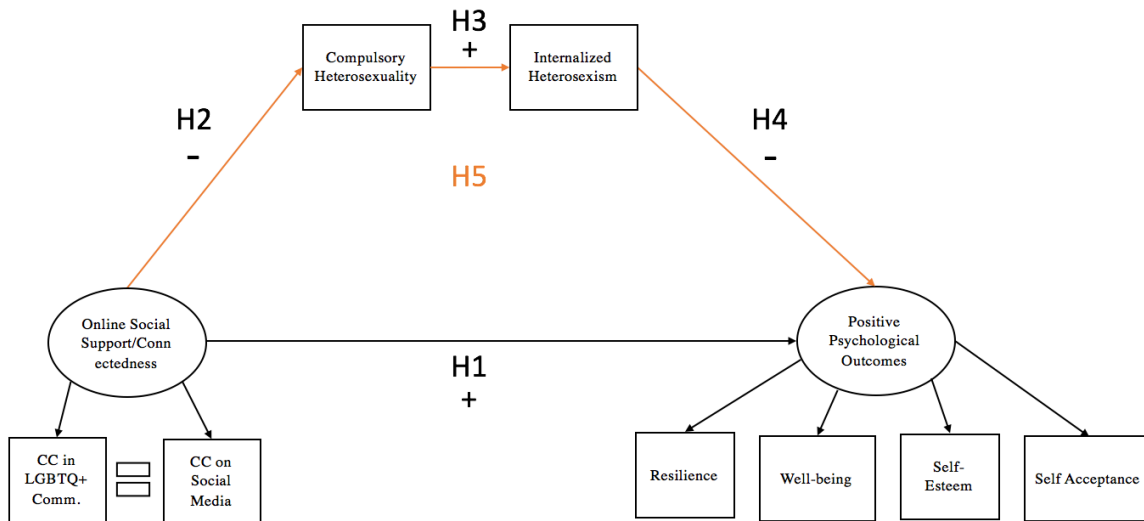 H3
+
Compulsory
Heterosexuality
Internalized
Heterosexism
H2
-
H4
-
H5
Online Social
Support/Conn
ectedness
Positive
Psychological
Outcomes
H1
+
CC in
LGBTQ+
Comm.
CC on
Social
Media
Resilience
Well-being
Self-
Esteem
Self Acceptance